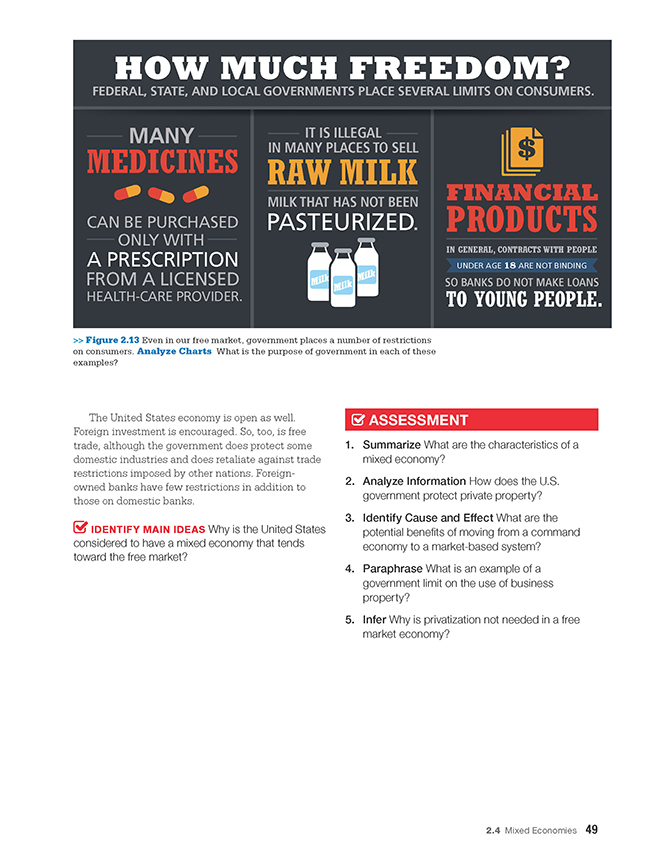 HOW MUCH FREEDOM?
FEDERAL, STATE, AND LOCAL GOVERNMENTS PLACE SEVERAL LIMITS ON CONSUMERS.
MANY
MEDICINES
CAN BE PURCHASED
ONLY WITH
A PRESCRIPTION
FROM A LICENSED
HEALTH-CARE PROVIDER.
IT IS ILLEGAL
IN MANY PLACES TO SELL
RAW MILK
MILK THAT HAS NOT BEEN
PASTEURIZED.
Milk
Milk
Milk
$
FINANCIAL
PRODUCTS
IN GENERAL, CONTRACTS WITH PEOPLE
UNDER AGE 18 ARE NOT BINDING
SO BANKS DO NOT MAKE LOANS
TO YOUNG PEOPLE.
>> Figure 2.13 Even in our free market, government places a number of restrictions
on consumers. Analyze Charts What is the purpose of government in each of these
examples?
The United States economy is open as well.
Foreign investment is encouraged. So, too, is free
trade, although the government does protect some
domestic industries and does retaliate against trade
restrictions imposed by other nations. Foreign-
owned banks have few restrictions in addition to
those on domestic banks.
IDENTIFY MAIN IDEAS Why is the United States
considered to have a mixed economy that tends
toward the free market?
ASSESSMENT
1. Summarize What are the characteristics of a
mixed economy?
2. Analyze Information How does the U.S.
government protect private property?
3. Identify Cause and Effect What are the
potential benefits of moving from a command
economy to a market-based system?
4. Paraphrase What is an example of a
government limit on the use of business
property?
5. Infer Why is privatization not needed in a free
market economy?
2.4 Mixed Economies 49